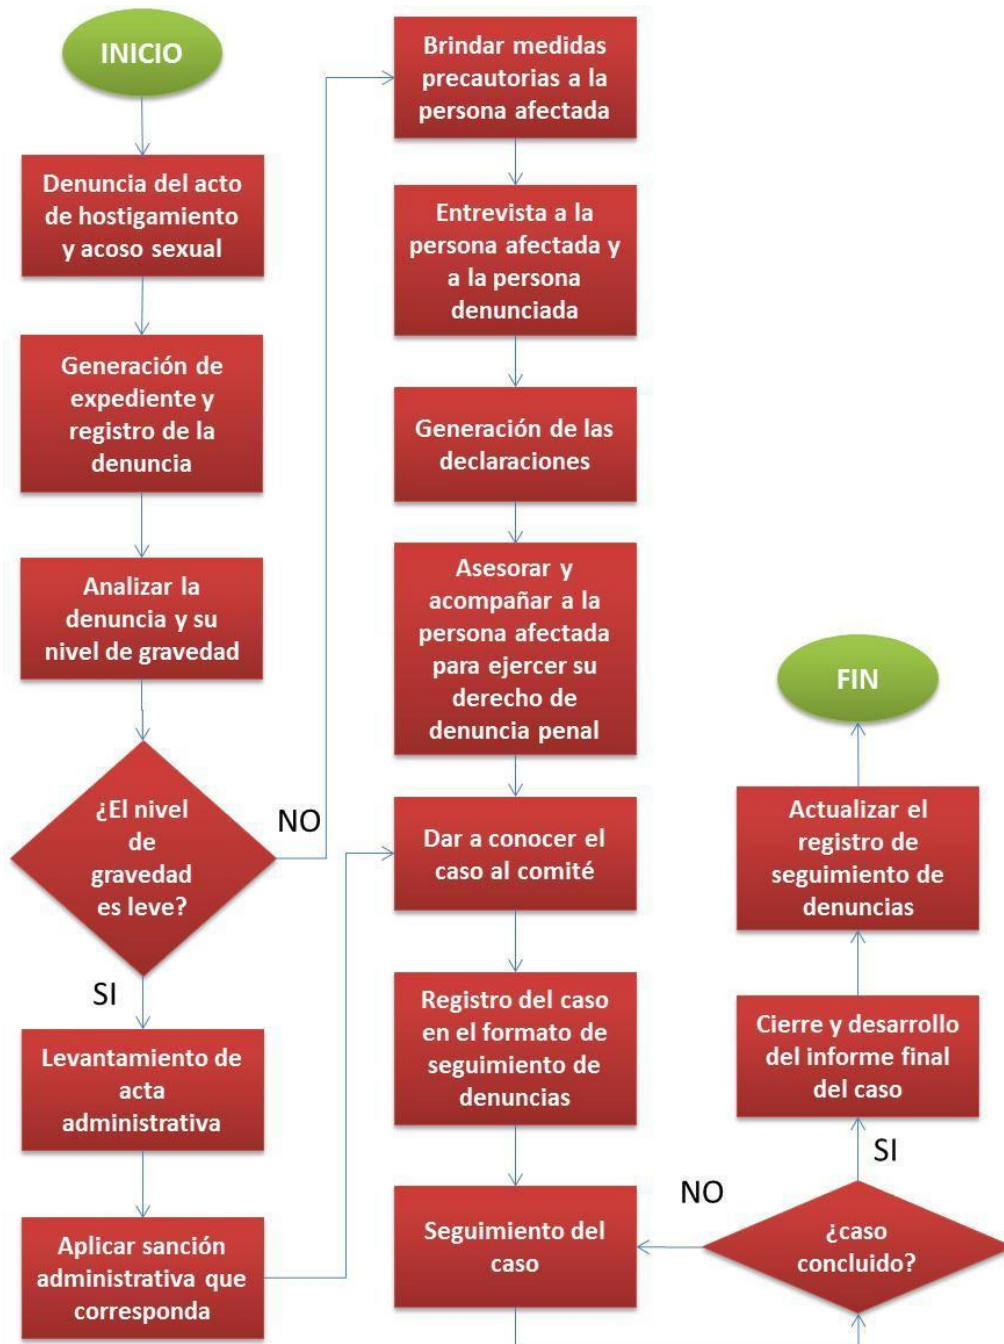 INICIO
Denuncia del acto
de hostigamiento
y acoso sexual
Generación de
expediente y
registro de la
denuncia
Analizar la
denuncia y su
nivel de gravedad
¿El nivel
de
gravedad
es leve?
NO
SI
Levantamiento de
acta
administrativa
Aplicar sanción
administrativa que
corresponda
Brindar medidas
precautorias a la
persona afectada
Entrevista a la
persona afectada y
a la persona
denunciada
Generación de las
declaraciones
Asesorar y
acompañar a la
persona afectada
para ejercer su
derecho de
denuncia penal
Dar a conocer el
caso al comité
Registro del caso
en el formato de
seguimiento de
denuncias
Seguimiento del
caso
NO
¿caso
concluido?
SI
Cierre y desarrollo
del informe final
del caso
Actualizar el
registro de
seguimiento de
denuncias
FIN